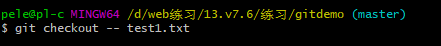 pele@pl-c MINGW64 /d/web练习/13.v7.6/练习/gitdemo (master)
$ git checkout -- test1.txt